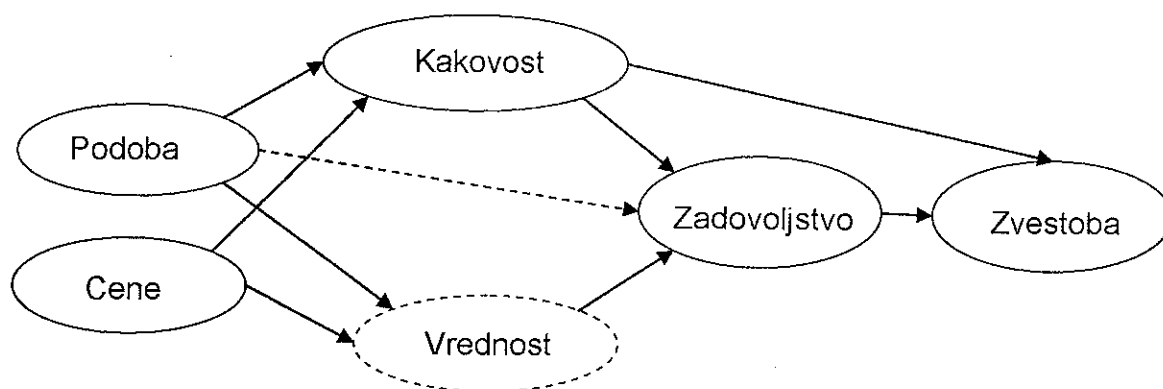 Kakovost
Podoba
Zadovoljstvo
Zvestoba
Cene
Vrednost